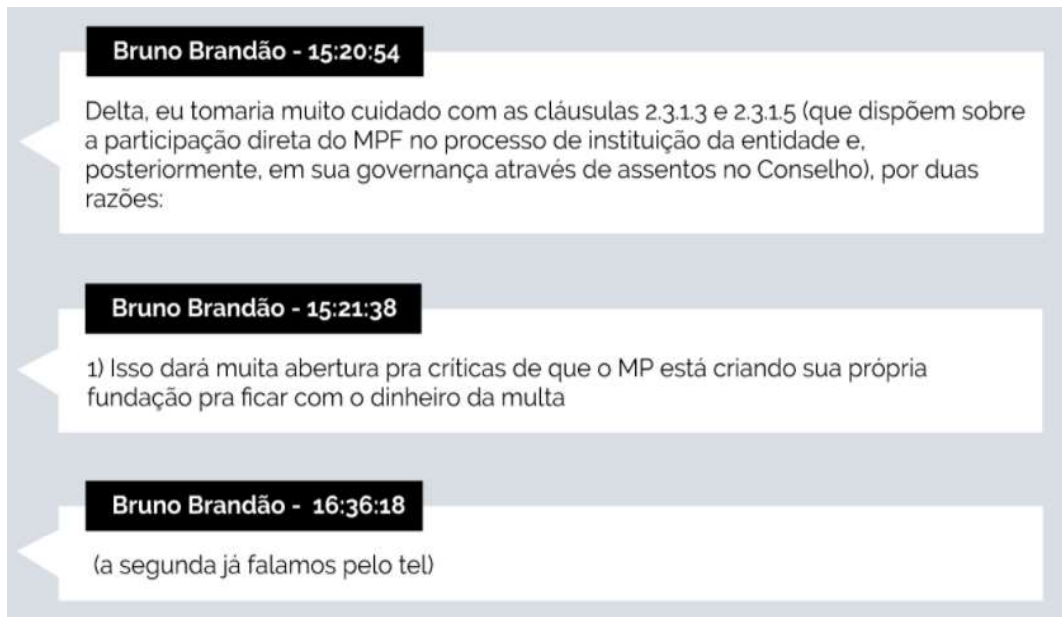 Bruno Brandão - 15:20:54
Delta, eu tomaria muito cuidado com as cláusulas 2.3.1.3 e 2.3.1.5 (que dispõem sobre
a participação direta do MPF no processo de instituição da entidade e,
posteriormente, em sua governança através de assentos no Conselho), por duas
razões:
Bruno Brandão - 15:21:38
1) Isso dará muita abertura pra críticas de que o MP está criando sua própria
fundação pra ficar com o dinheiro da multa
Bruno Brandão - 16:36:18
(a segunda já falamos pelo tel)